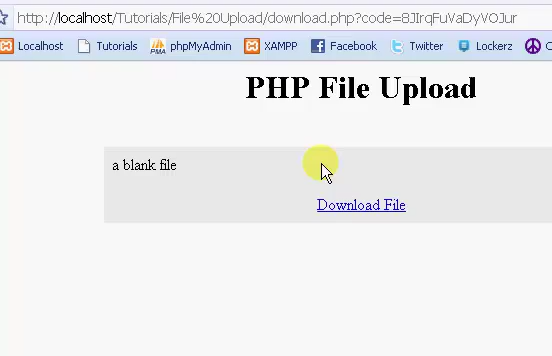 http://localhost/Tutorials/File%20Upload/download.php?code=8JIrqFuVaDyVOJur
Localhost Tutorials phpMyAdmin XAMPP Facebook Twitter Lockerz
PHP File Upload
a blank file
Download File